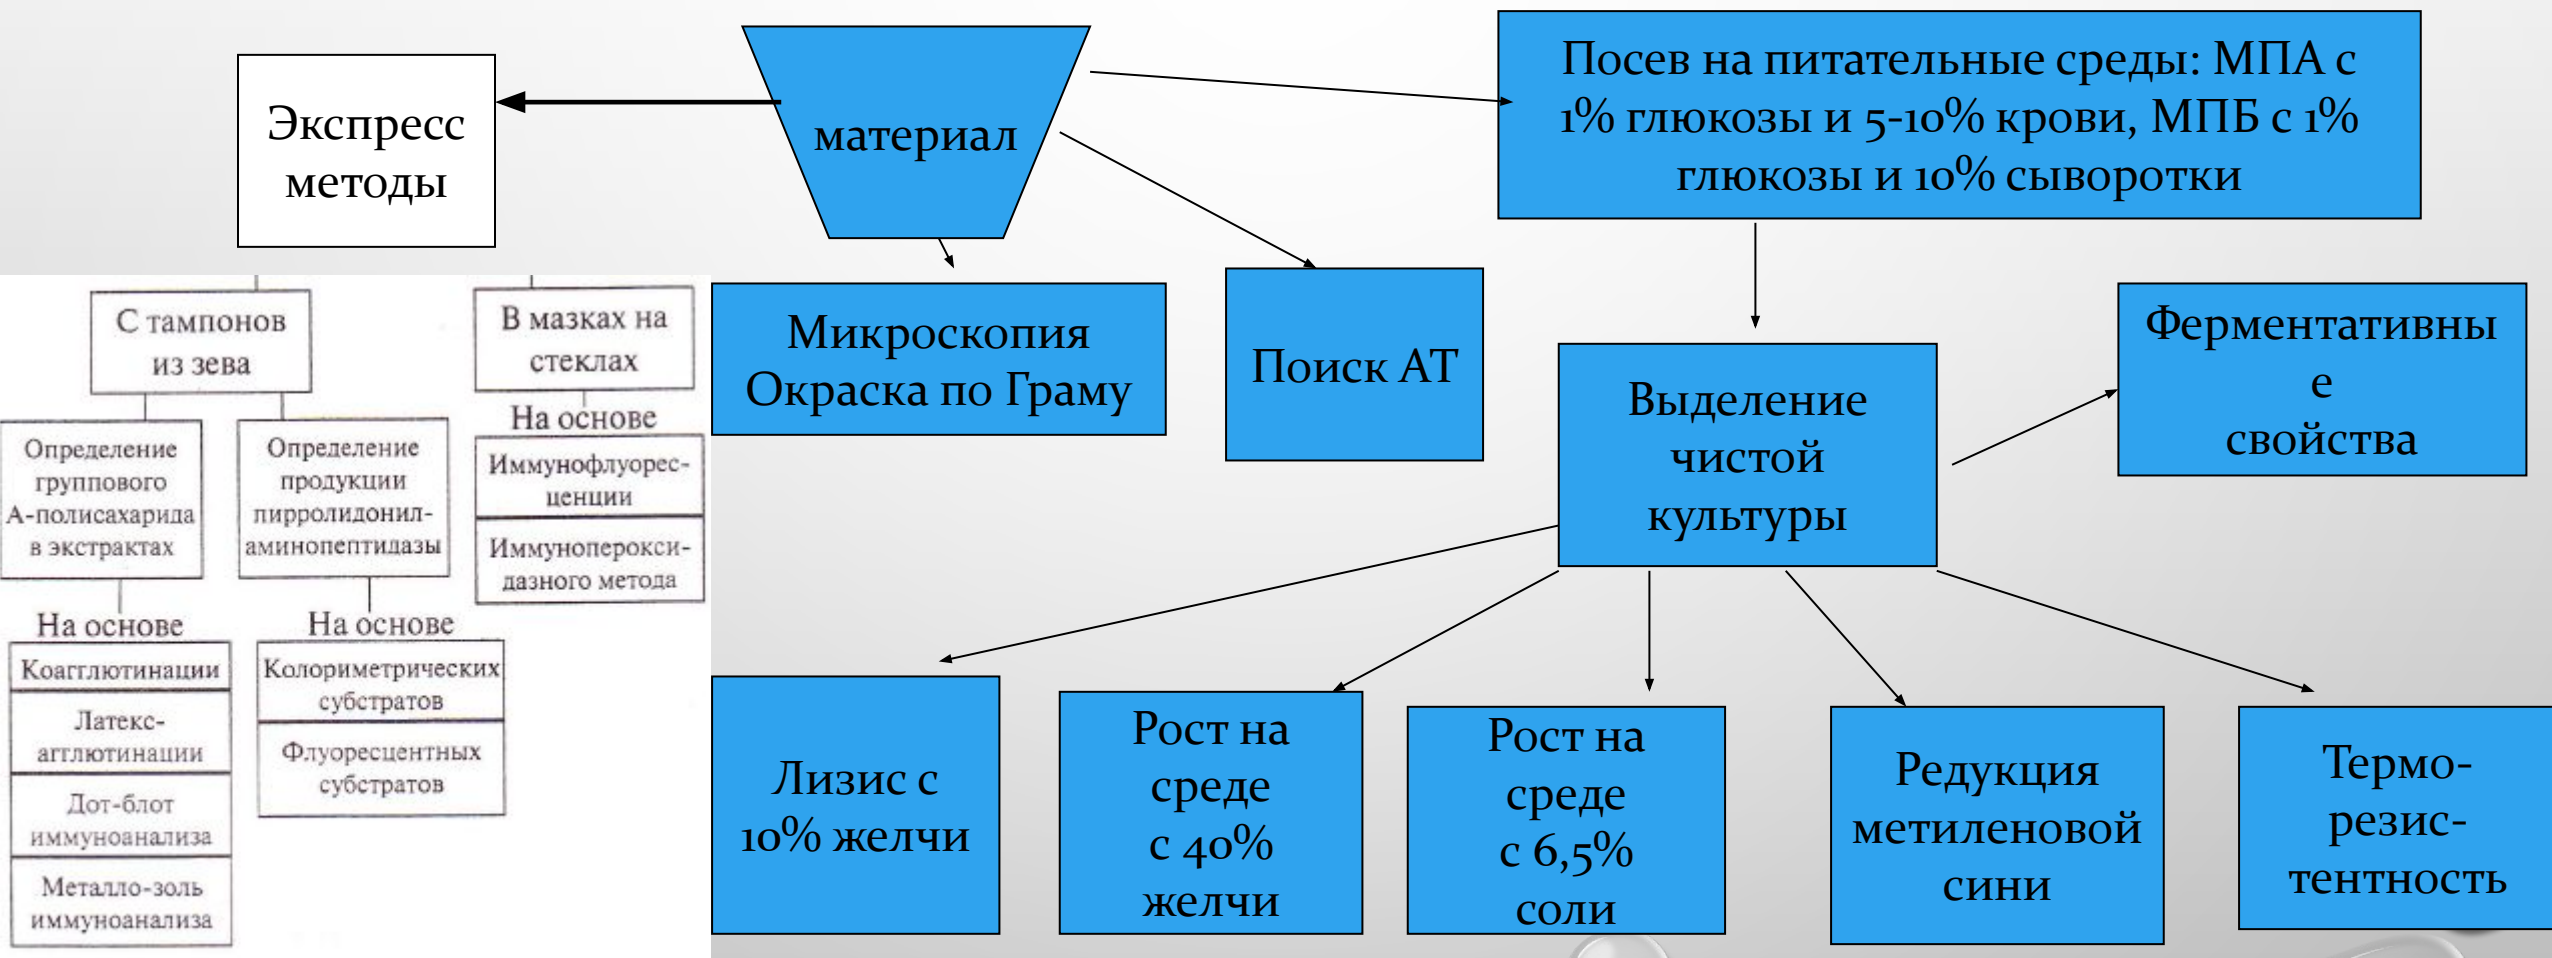 Экспресс
методы
материал
Посев на питательные среды: МПА с
1% глюкозы и 5-10% крови, МПБ с 1%
глюкозы и 10% сыворотки
С тампонов
из зева
В мазках на
стеклах
Определение
группового
А-полисахарида
в экстрактах
Определение
продукции
пирролидонил-
аминопептидазы
На основе
Иммунофлуорес-
ценции
Иммуноперокси-
дазного метода
На основе
Коагглютинации
Латекс-
агглютинации
Дот-блот
иммуноанализа
Металло-золь
иммуноанализа
На основе
Колориметрических
субстратов
Флуоресцентных
субстратов
Микроскопия
Окраска по Граму
Поиск АТ
Выделение
чистой
культуры
Ферментативны
е
свойства
Лизис с
10% желчи
Рост на
среде
с 40%
желчи
Рост на
среде
с 6,5%
соли
Редукция
метиленовой
сини
Термо-
резис-
тентность